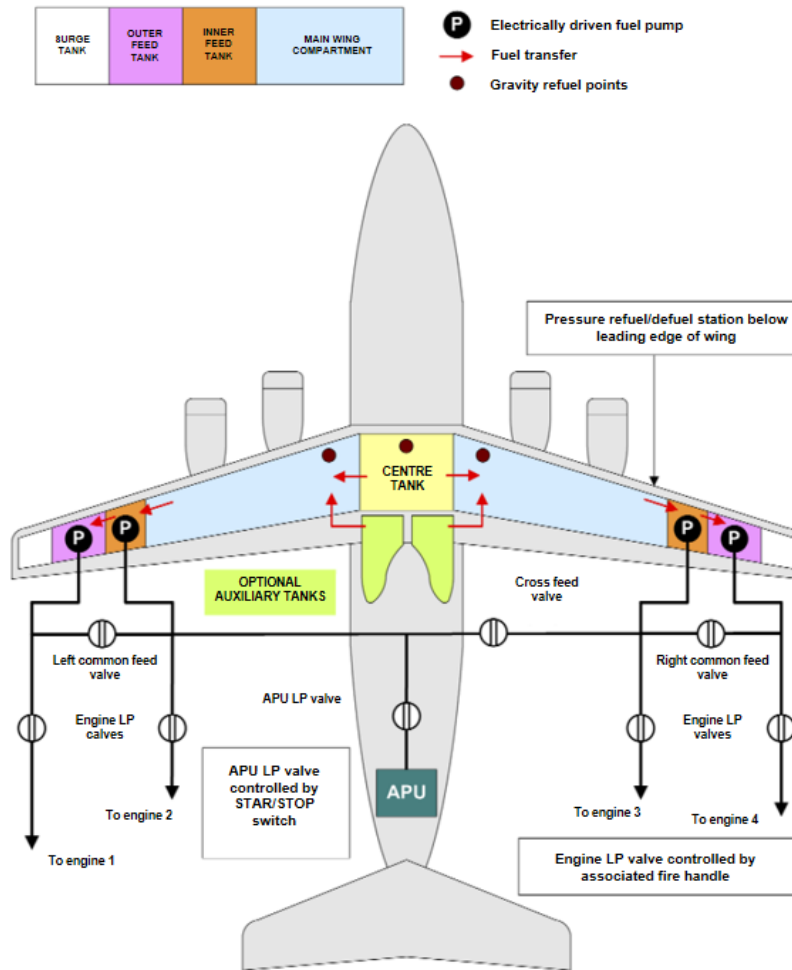 SURGE
TANK
OUTER
FEED
TANK
INNER
FEED
TANK
MAIN WING
COMPARTMENT
P
Electrically driven fuel pump
Fuel transfer
Gravity refuel points
Pressure refuel/defuel station below
leading edge of wing
CENTRE
TANK
P
P
P
P
OPTIONAL
AUXILIARY TANKS
Cross feed
valve
Left common feed
valve
Right common feed
valve
APU LP valve
Engine LP
calves
Engine LP
valves
APU LP valve
controlled by
STAR/STOP
switch
APU
To engine 2
To engine 1
To engine 3
To engine 4
Engine LP valve controlled by
associated fire handle